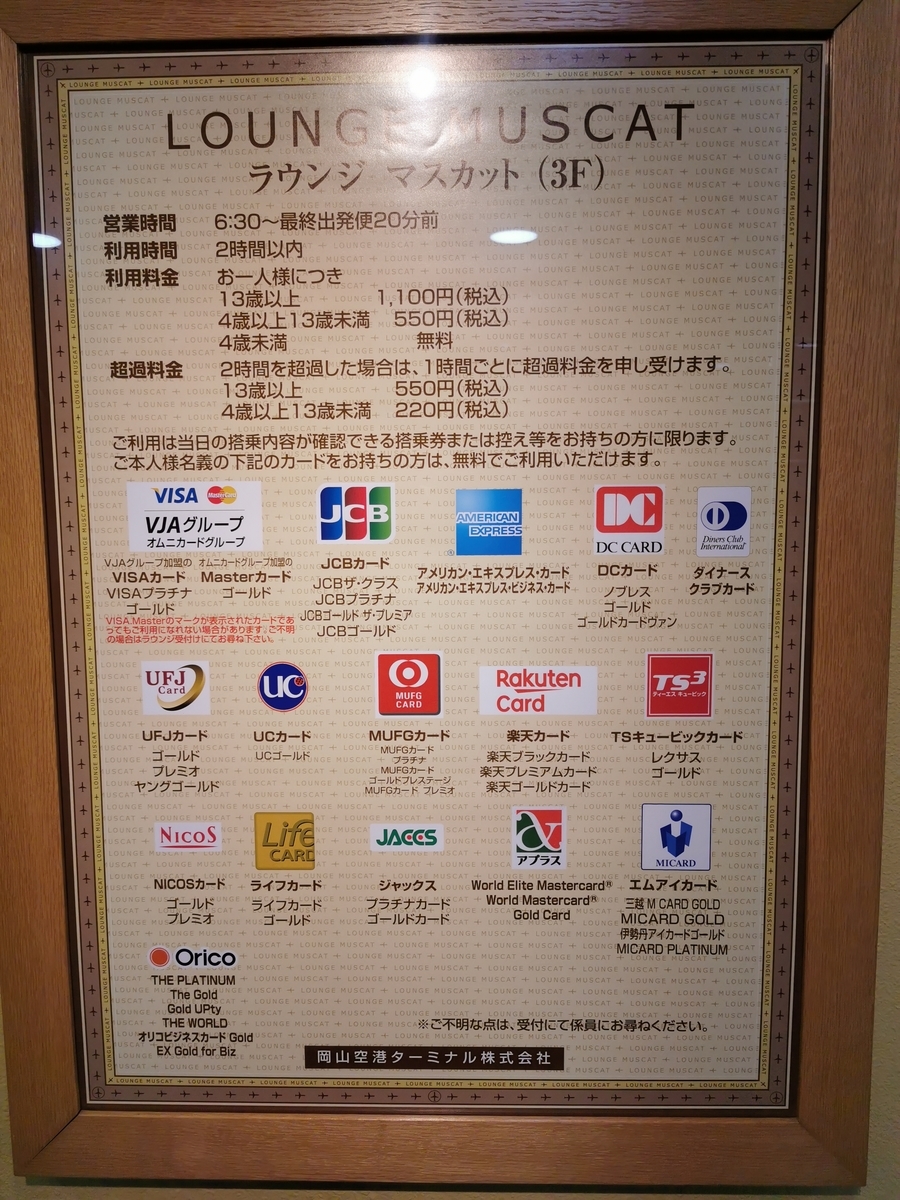 LOUNGE MUSCAT
ラウンジ マスカット (3F)
営業時間 6:30～最終出発便20分前
利用時間 2時間以内
利用料金 お一人様につき
13歳以上 1,100円(税込)
4歳以上13歳未満 550円(税込)
4歳未満 無料
超過料金 2時間を超過した場合は、1時間ごとに超過料金を申し受けます。
13歳以上 550円(税込)
4歳以上13歳未満 220円(税込)
ご利用は当日の搭乗内容が確認できる搭乗券または控え等をお持ちの方に限ります。
ご本人様名義の下記のカードをお持ちの方は、無料でご利用いただけます。
VISA MasterCard
VJAグループ
オムニカードグループ
VJAグループ加盟の
VISAカード
VISAプラチナ
ゴールド
オムニカードグループ加盟の
Masterカード
ゴールド
VISA.Masterのマークが表示されたカードであ
ってもご利用になれない場合があります。ご不明
の場合はラウンジ受付けにてお尋ね下さい。
JCB
JCBカード
JCBザ・クラス
JCBプラチナ
JCBゴールド ザ・プレミア
JCBゴールド
AMERICAN
EXPRESS
アメリカン・エキスプレス・カード
アメリカン・エキスプレス・ビジネス・カード
DC
DC CARD
DCカード
ノブレス
ゴールド
ゴールドカードヴァン
Diners Club
International
ダイナース
クラブカード
UFJ
Card
UFJカード
ゴールド
プレミオ
ヤングゴールド
UC
UCカード
UCゴールド
MUFG
CARD
MUFGカード
MUFGカード
プラチナ
MUFGカード
ゴールドプレステージ
MUFGカード プレミオ
Rakuten
Card
楽天カード
楽天ブラックカード
楽天プレミアムカード
楽天ゴールドカード
TS3
ティーエス キュービック
TSキュービックカード
レクサス
ゴールド
NICOS
NICOSカード
ゴールド
プレミオ
Life
CARD
ライフカード
ライフカード
ゴールド
JACCS
ジャックス
プラチナカード
ゴールドカード
アプラス
World Elite Mastercard®
World Mastercard®
Gold Card
MICARD
エムアイカード
三越 M CARD GOLD
MICARD GOLD
伊勢丹アイカードゴールド
MICARD PLATINUM
Orico
THE PLATINUM
The Gold
Gold UPty
THE WORLD
オリコビジネスカード Gold
EX Gold for Biz
※ご不明な点は、受付にて係員にお尋ねください。
岡山空港ターミナル株式会社